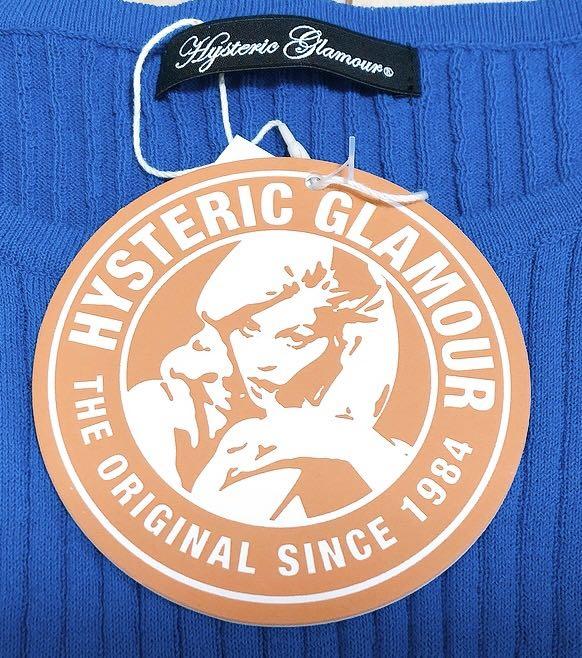 Hysteric Glamour®
HYSTERIC GLAMOUR
THE ORIGINAL SINCE 1984